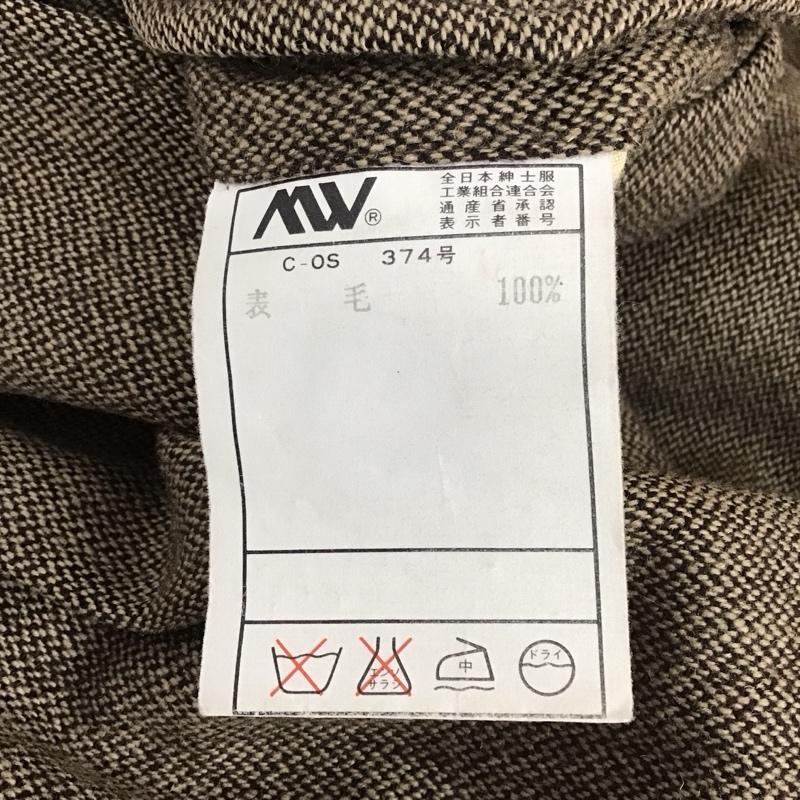 MW®
全日本紳士服
工業組合連合会
通産省承認
表示者番号
C-OS 374号
表 毛 100%
エンソ
サラシ
中
ドライ